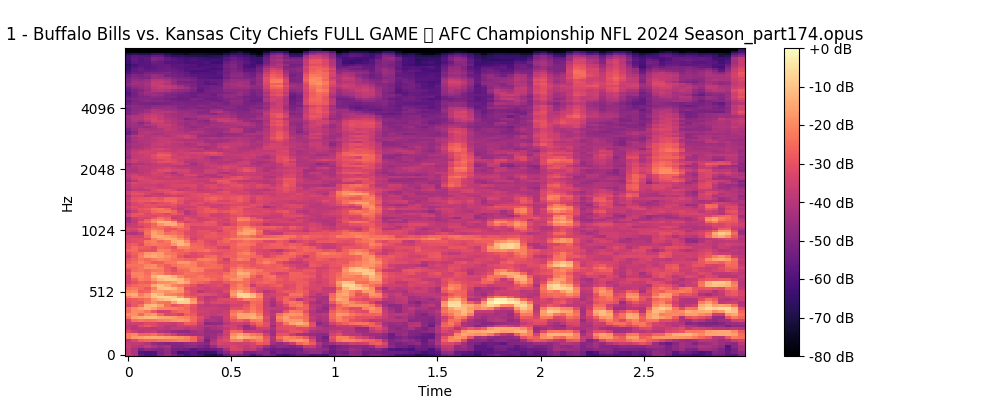 1 - Buffalo Bills vs. Kansas City Chiefs FULL GAME ▯ AFC Championship NFL 2024 Season_part174.opus
+0 dB
-10 dB
-20 dB
-30 dB
-40 dB
-50 dB
-60 dB
-70 dB
-80 dB
4096
2048
1024
512
0
Hz
0
0.5
1
1.5
2
2.5
Time